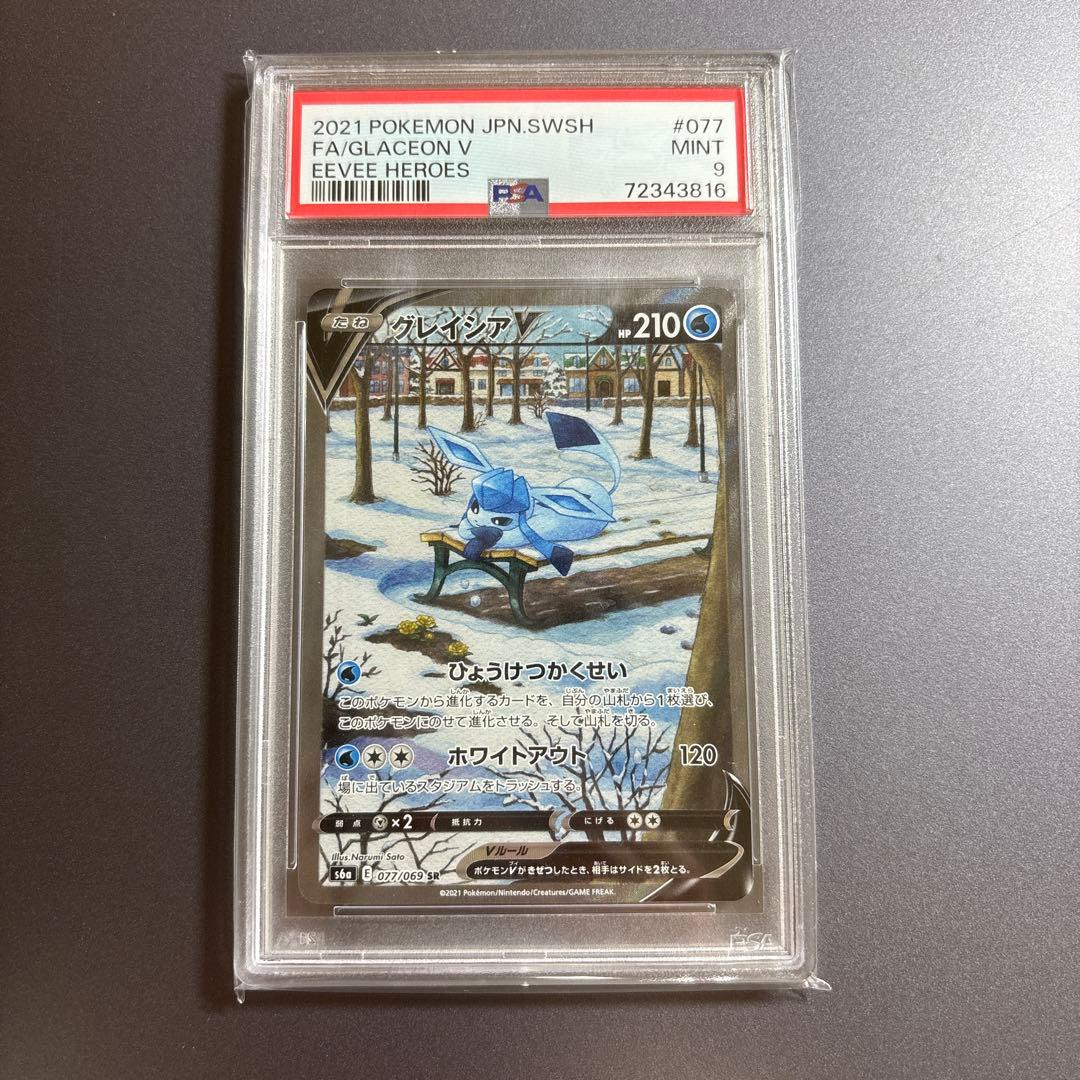 2021 POKEMON JPN.SWSH #077
FA/GLACEON V MINT
EEVEE HEROES 9
PSA 72343816
たね グレイシアV HP 210
ひょうけつかくせい
このポケモンから進化するカードを、自分の山札から1枚選び、
このポケモンにのせて進化させる。そして山札を切る。
ホワイトアウト 120
場に出ているスタジアムをトラッシュする。
弱点 ×2 抵抗力 にげる
Illus. Narumi Sato
Vルール
ポケモンVがきぜつしたとき、相手はサイドを2枚とる。
s6a E 077/069 SR
©2021 Pokémon/Nintendo/Creatures/GAME FREAK.
PSA